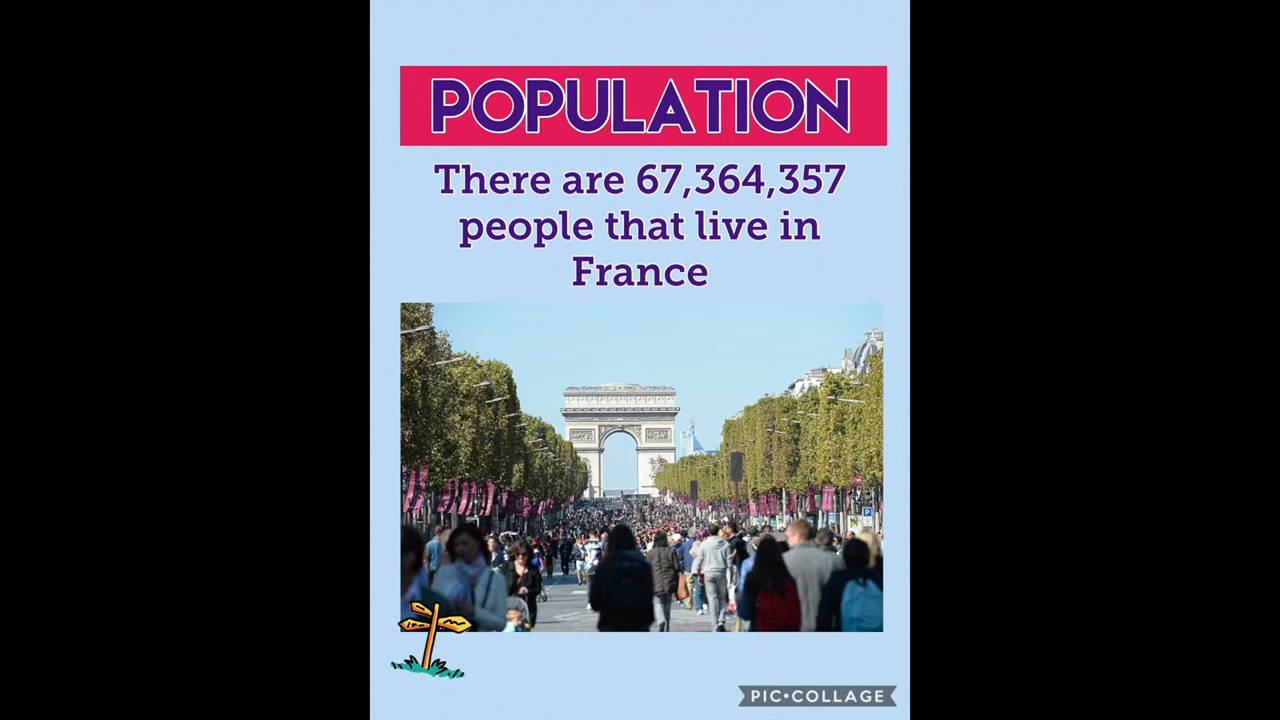 POPULATION
There are 67,364,357
people that live in
France
PIC•COLLAGE